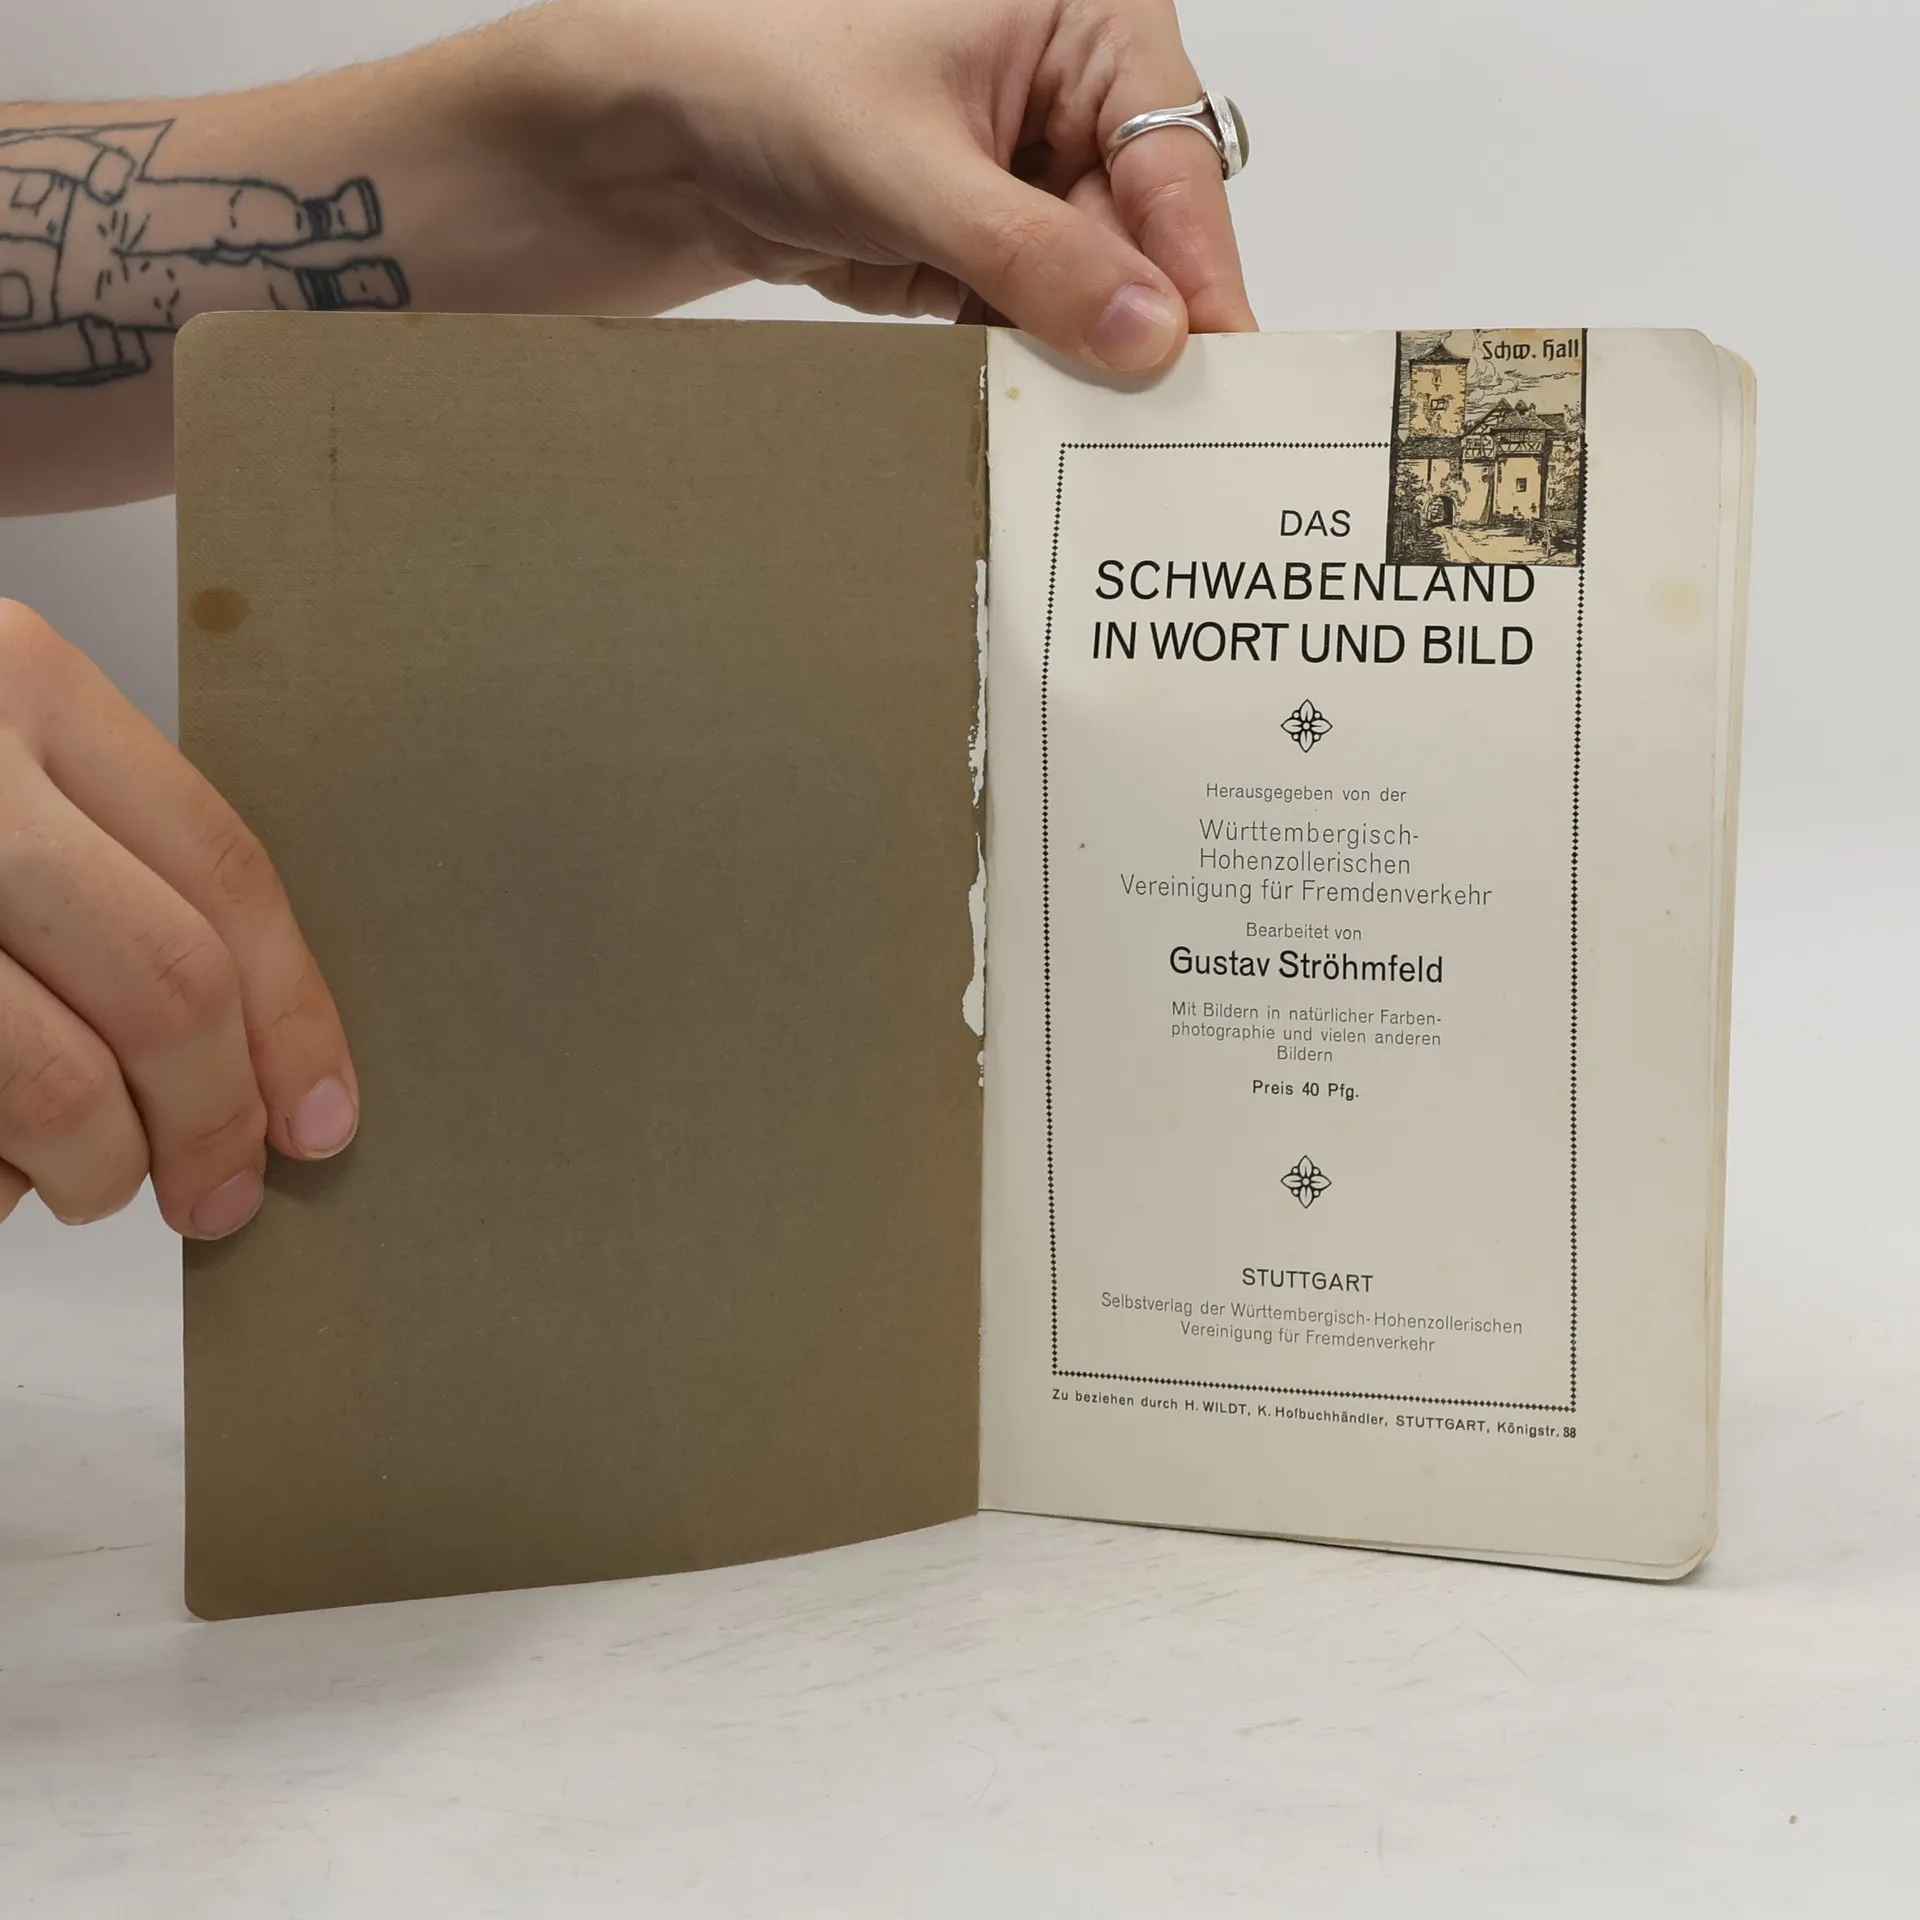 Schw. Hall
DAS
SCHWABENLAND
IN WORT UND BILD
Herausgegeben von der
Württembergisch-
Hohenzollerischen
Vereinigung für Fremdenverkehr
Bearbeitet von
Gustav Ströhmfeld
Mit Bildern in natürlicher Farben-
photographie und vielen anderen
Bildern
Preis 40 Pfg.
STUTTGART
Selbstverlag der Württembergisch-Hohenzollerischen
Vereinigung für Fremdenverkehr
Zu beziehen durch H. WILDT, K. Hofbuchhändler, STUTTGART, Königstr. 38